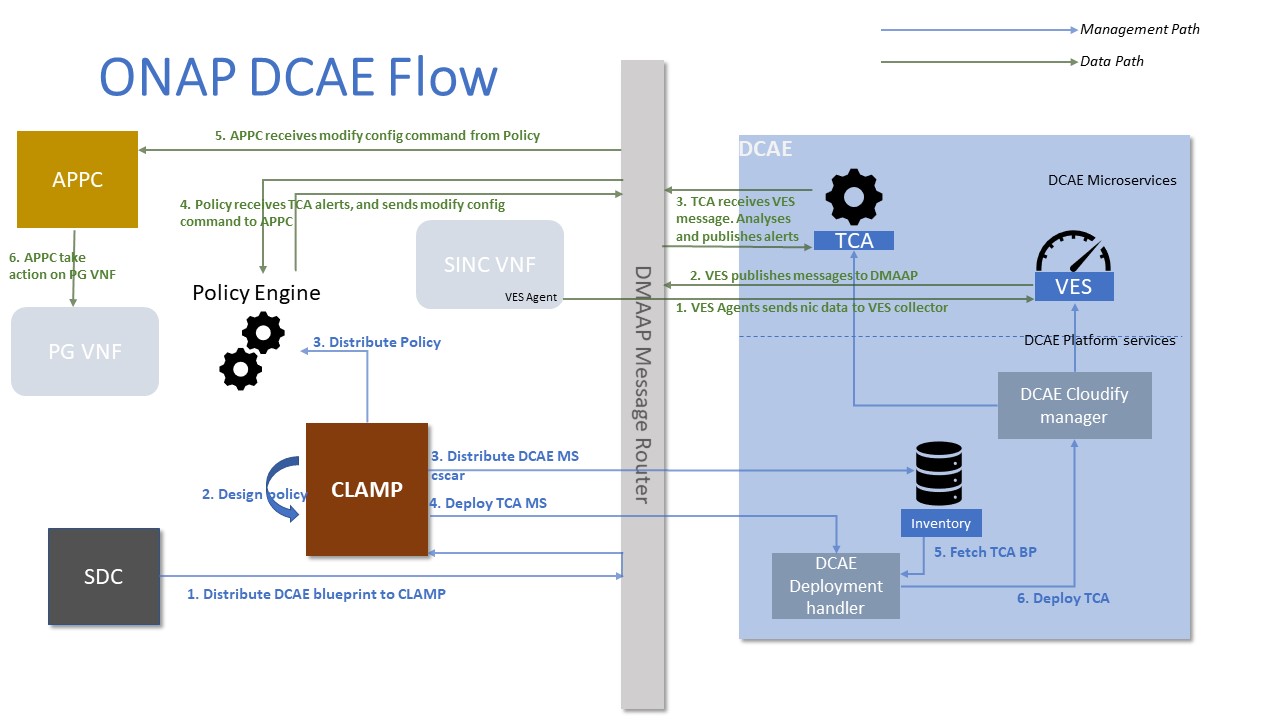 Management Path
Data Path
ONAP DCAE Flow
5. APPC receives modify config command from Policy
APPC
DCAE
DCAE Microservices
4. Policy receives TCA alerts, and sends modify config
command to APPC
3. TCA receives VES
message. Analyses
and publishes alerts
TCA
6. APPC take
action on PG VNF
SINC VNF
VES Agent
2. VES publishes messages to DMAAP
VES
Policy Engine
1. VES Agents sends nic data to VES collector
PG VNF
3. Distribute Policy
DMAAP Message Router
DCAE Platform services
DCAE Cloudify
manager
3. Distribute DCAE MS
cscar
CLAMP
2. Design policy
4. Deploy TCA MS
Inventory
5. Fetch TCA BP
SDC
1. Distribute DCAE blueprint to CLAMP
DCAE
Deployment
handler
6. Deploy TCA